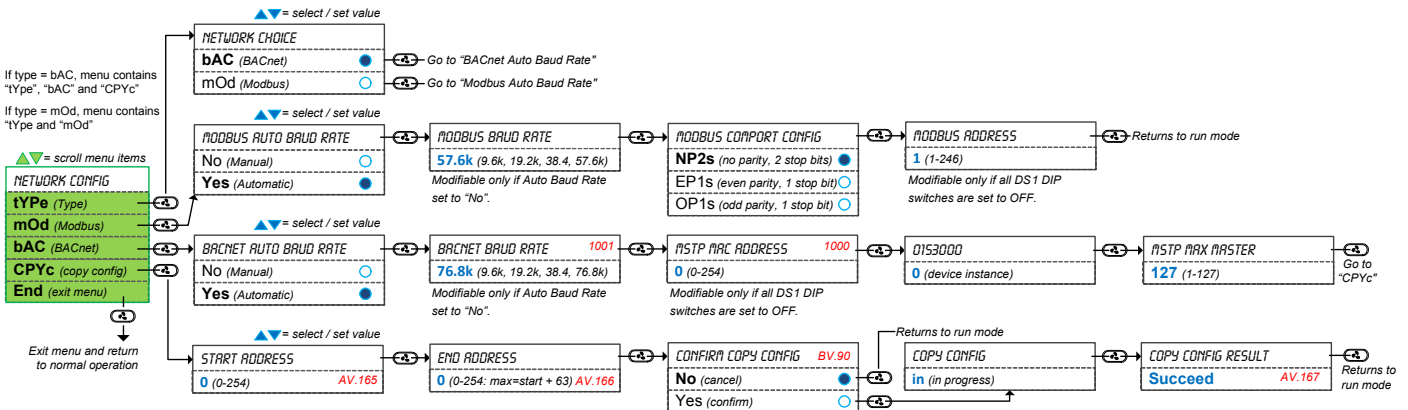 ▲▼= select / set value
NETWORK CHOICE
bAC (BACnet)
Go to "BACnet Auto Baud Rate"
mOd (Modbus)
Go to "Modbus Auto Baud Rate"
If type = bAC, menu contains
“tYpe”, “bAC” and “CPYc”
If type = mOd, menu contains
“tYpe and “mOd”
▲▼= scroll menu items
NETWORK CONFIG
tYPe (Type)
mOd (Modbus)
bAC (BACnet)
CPYc (copy config)
End (exit menu)
Exit menu and return
to normal operation
▲▼= select / set value
MODBUS AUTO BAUD RATE
No (Manual)
Yes (Automatic)
MODBUS BAUD RATE
57.6k (9.6k, 19.2k, 38.4, 57.6k)
Modifiable only if Auto Baud Rate
set to “No”.
MODBUS COMPORT CONFIG
NP2s (no parity, 2 stop bits)
EP1s (even parity, 1 stop bit)
OP1s (odd parity, 1 stop bit)
MODBUS ADDRESS
1 (1-246)
Modifiable only if all DS1 DIP
switches are set to OFF.
Returns to run mode
▲▼= select / set value
BACNET AUTO BAUD RATE
No (Manual)
Yes (Automatic)
BACNET BAUD RATE 1001
76.8k (9.6k, 19.2k, 38.4, 76.8k)
Modifiable only if Auto Baud Rate
set to “No”.
MSTP MAC ADDRESS 1000
0 (0-254)
Modifiable only if all DS1 DIP
switches are set to OFF.
0153000
0 (device instance)
MSTP MAX MASTER
127 (1-127)
Go to
“CPYc”
▲▼= select / set value
START ADDRESS
0 (0-254) AV.165
END ADDRESS
0 (0-254: max=start + 63) AV.166
CONFIRM COPY CONFIG BV.90
No (cancel)
Yes (confirm)
Returns to run mode
COPY CONFIG
in (in progress)
COPY CONFIG RESULT
Succeed AV.167
Returns to
run mode